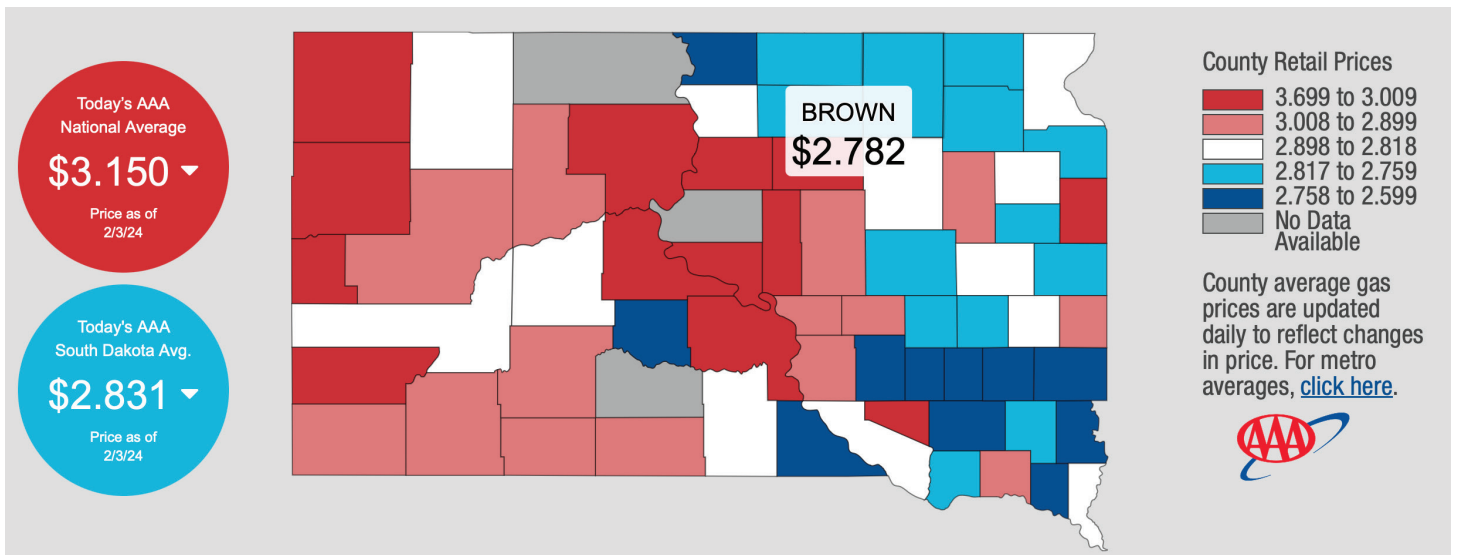 Today's AAA
National Average
$3.150
Price as of
2/3/24
Today's AAA
South Dakota Avg.
$2.831
Price as of
2/3/24
BROWN
$2.782
County Retail Prices
3.699 to 3.009
3.008 to 2.899
2.898 to 2.818
2.817 to 2.759
2.758 to 2.599
No Data
Available
County average gas
prices are updated
daily to reflect changes
in price. For metro
averages, click here.
AAA